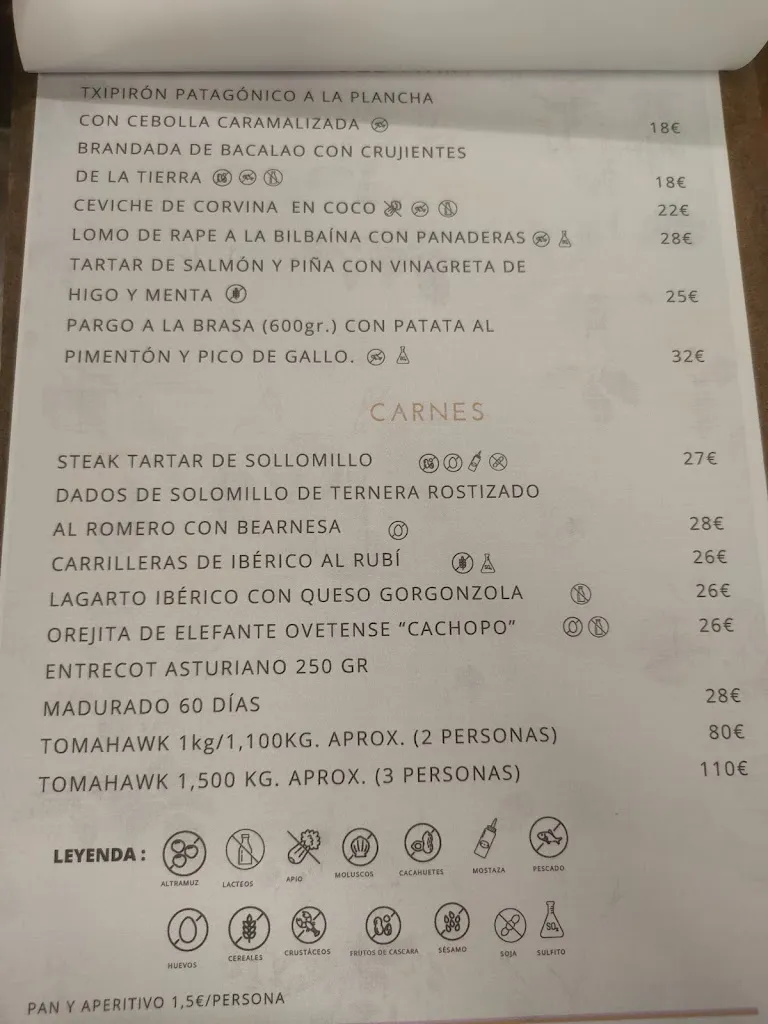 TXIPIRÓN PATAGÓNICO A LA PLANCHA
CON CEBOLLA CARAMALIZADA 18€
BRANDADA DE BACALAO CON CRUJIENTES
DE LA TIERRA 18€
CEVICHE DE CORVINA EN COCO 22€
LOMO DE RAPE A LA BILBAÍNA CON PANADERAS 28€
TARTAR DE SALMÓN Y PIÑA CON VINAGRETA DE
HIGO Y MENTA 25€
PARGO A LA BRASA (600gr.) CON PATATA AL
PIMENTÓN Y PICO DE GALLO. 32€
CARNES
STEAK TARTAR DE SOLLOMILLO 27€
DADOS DE SOLOMILLO DE TERNERA ROSTIZADO
AL ROMERO CON BEARNESA 28€
CARRILLERAS DE IBÉRICO AL RUBÍ 26€
LAGARTO IBÉRICO CON QUESO GORGONZOLA 26€
OREJITA DE ELEFANTE OVETENSE “CACHOPO” 26€
ENTRECOT ASTURIANO 250 GR
MADURADO 60 DÍAS 28€
TOMAHAWK 1kg/1,100KG. APROX. (2 PERSONAS) 80€
TOMAHAWK 1,500 KG. APROX. (3 PERSONAS) 110€
LEYENDA :
ALTRAMUZ LACTEOS APIO MOLUSCOS CACAHUETES MOSTAZA PESCADO
HUEVOS CEREALES CRUSTÁCEOS FRUTOS DE CASCARA SÉSAMO SOJA SULFITO
PAN Y APERITIVO 1,5€/PERSONA